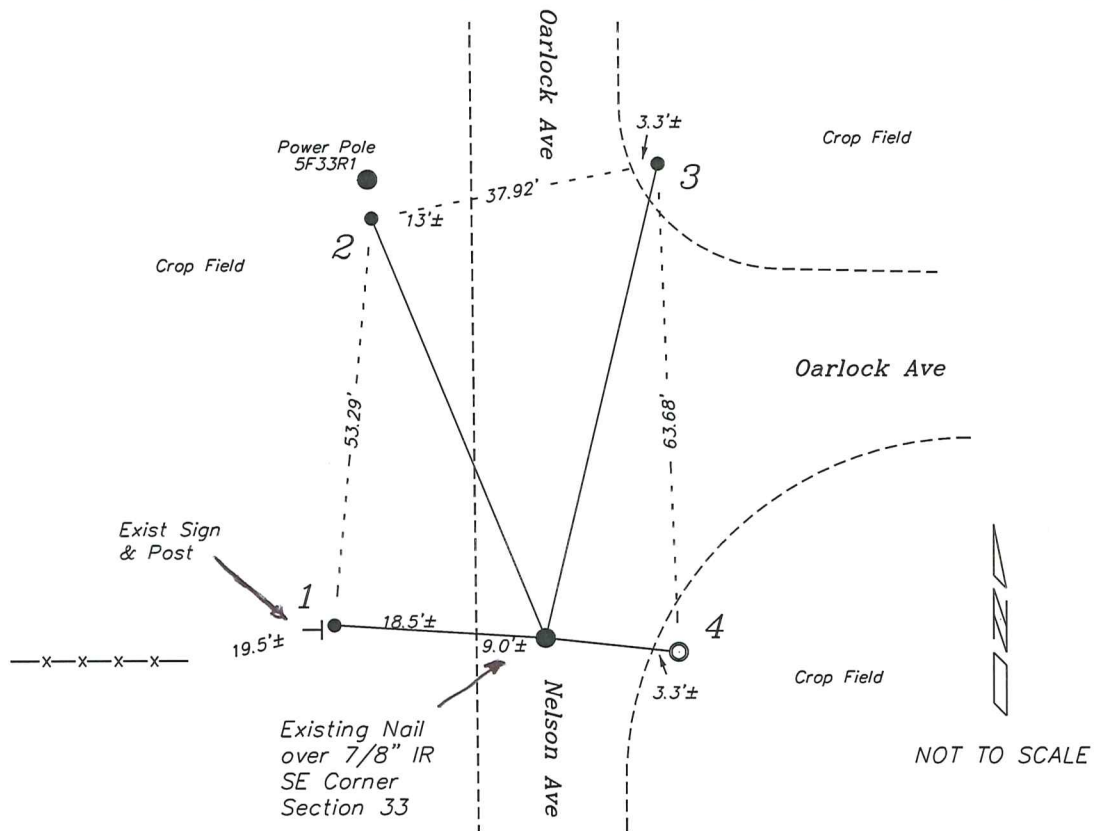 Oarlock Ave
3.3'±
Crop Field
Power Pole
5F33R1
3
37.92'
13'±
2
Crop Field
Oarlock Ave
53.29'
63.68'
Exist Sign
& Post
1
18.5'±
19.5'±
9.0'±
4
3.3'±
x x x x
Crop Field
N
Existing Nail
over 7/8" IR
SE Corner
Section 33
Nelson Ave
NOT TO SCALE